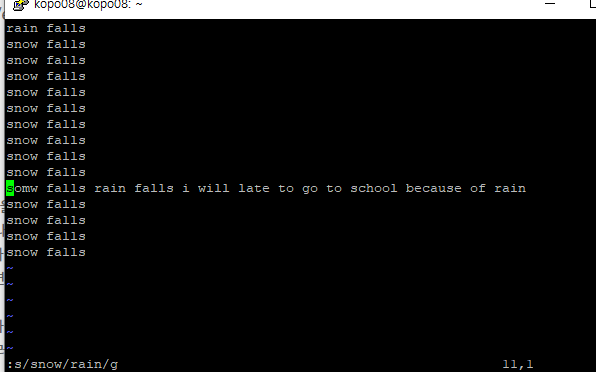 kopo08@kopo08: ~
rain falls
snow falls
snow falls
snow falls
snow falls
snow falls
snow falls
snow falls
snow falls
snow falls
somw falls rain falls i will late to go to school because of rain
snow falls
snow falls
snow falls
snow falls
~
~
~
~
~
~
:s/snow/rain/g 11,1